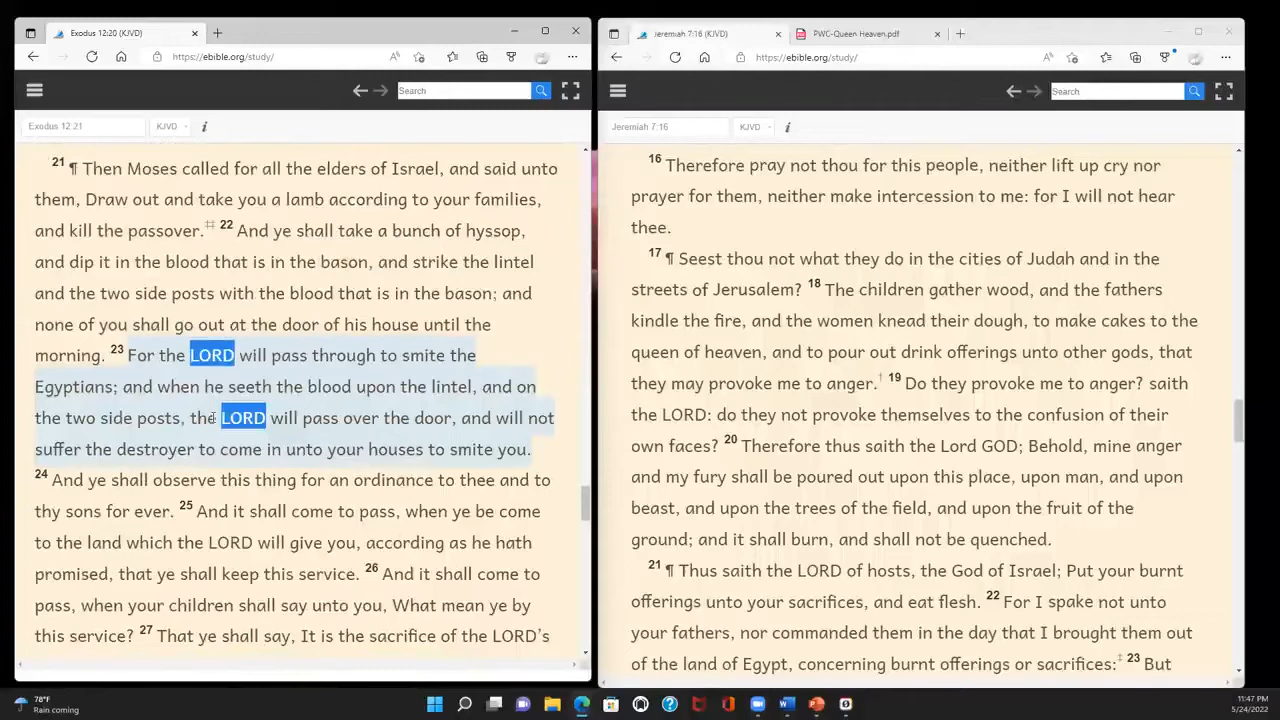 Exodus 12:20 (KJVD)
https://ebible.org/study/
Search
Exodus 12:21
KJVD
i
21 ¶ Then Moses called for all the elders of Israel, and said unto
them, Draw out and take you a lamb according to your families,
and kill the passover.⌗ 22 And ye shall take a bunch of hyssop,
and dip it in the blood that is in the bason, and strike the lintel
and the two side posts with the blood that is in the bason; and
none of you shall go out at the door of his house until the
morning. 23 For the LORD will pass through to smite the
Egyptians; and when he seeth the blood upon the lintel, and on
the two side posts, the LORD will pass over the door, and will not
suffer the destroyer to come in unto your houses to smite you.
24 And ye shall observe this thing for an ordinance to thee and to
thy sons for ever. 25 And it shall come to pass, when ye be come
to the land which the LORD will give you, according as he hath
promised, that ye shall keep this service. 26 And it shall come to
pass, when your children shall say unto you, What mean ye by
this service? 27 That ye shall say, It is the sacrifice of the LORD’s
Jeremiah 7:16 (KJVD)
PWC-Queen Heaven.pdf
https://ebible.org/study/
Search
Jeremiah 7:16
KJVD
i
16 Therefore pray not thou for this people, neither lift up cry nor
prayer for them, neither make intercession to me: for I will not hear
thee.
17 ¶ Seest thou not what they do in the cities of Judah and in the
streets of Jerusalem? 18 The children gather wood, and the fathers
kindle the fire, and the women knead their dough, to make cakes to the
queen of heaven, and to pour out drink offerings unto other gods, that
they may provoke me to anger.† 19 Do they provoke me to anger? saith
the LORD: do they not provoke themselves to the confusion of their
own faces? 20 Therefore thus saith the Lord GOD; Behold, mine anger
and my fury shall be poured out upon this place, upon man, and upon
beast, and upon the trees of the field, and upon the fruit of the
ground; and it shall burn, and shall not be quenched.
21 ¶ Thus saith the LORD of hosts, the God of Israel; Put your burnt
offerings unto your sacrifices, and eat flesh. 22 For I spake not unto
your fathers, nor commanded them in the day that I brought them out
of the land of Egypt, concerning burnt offerings or sacrifices:‡ 23 But
78°F
Rain coming
11:47 PM
5/24/2022